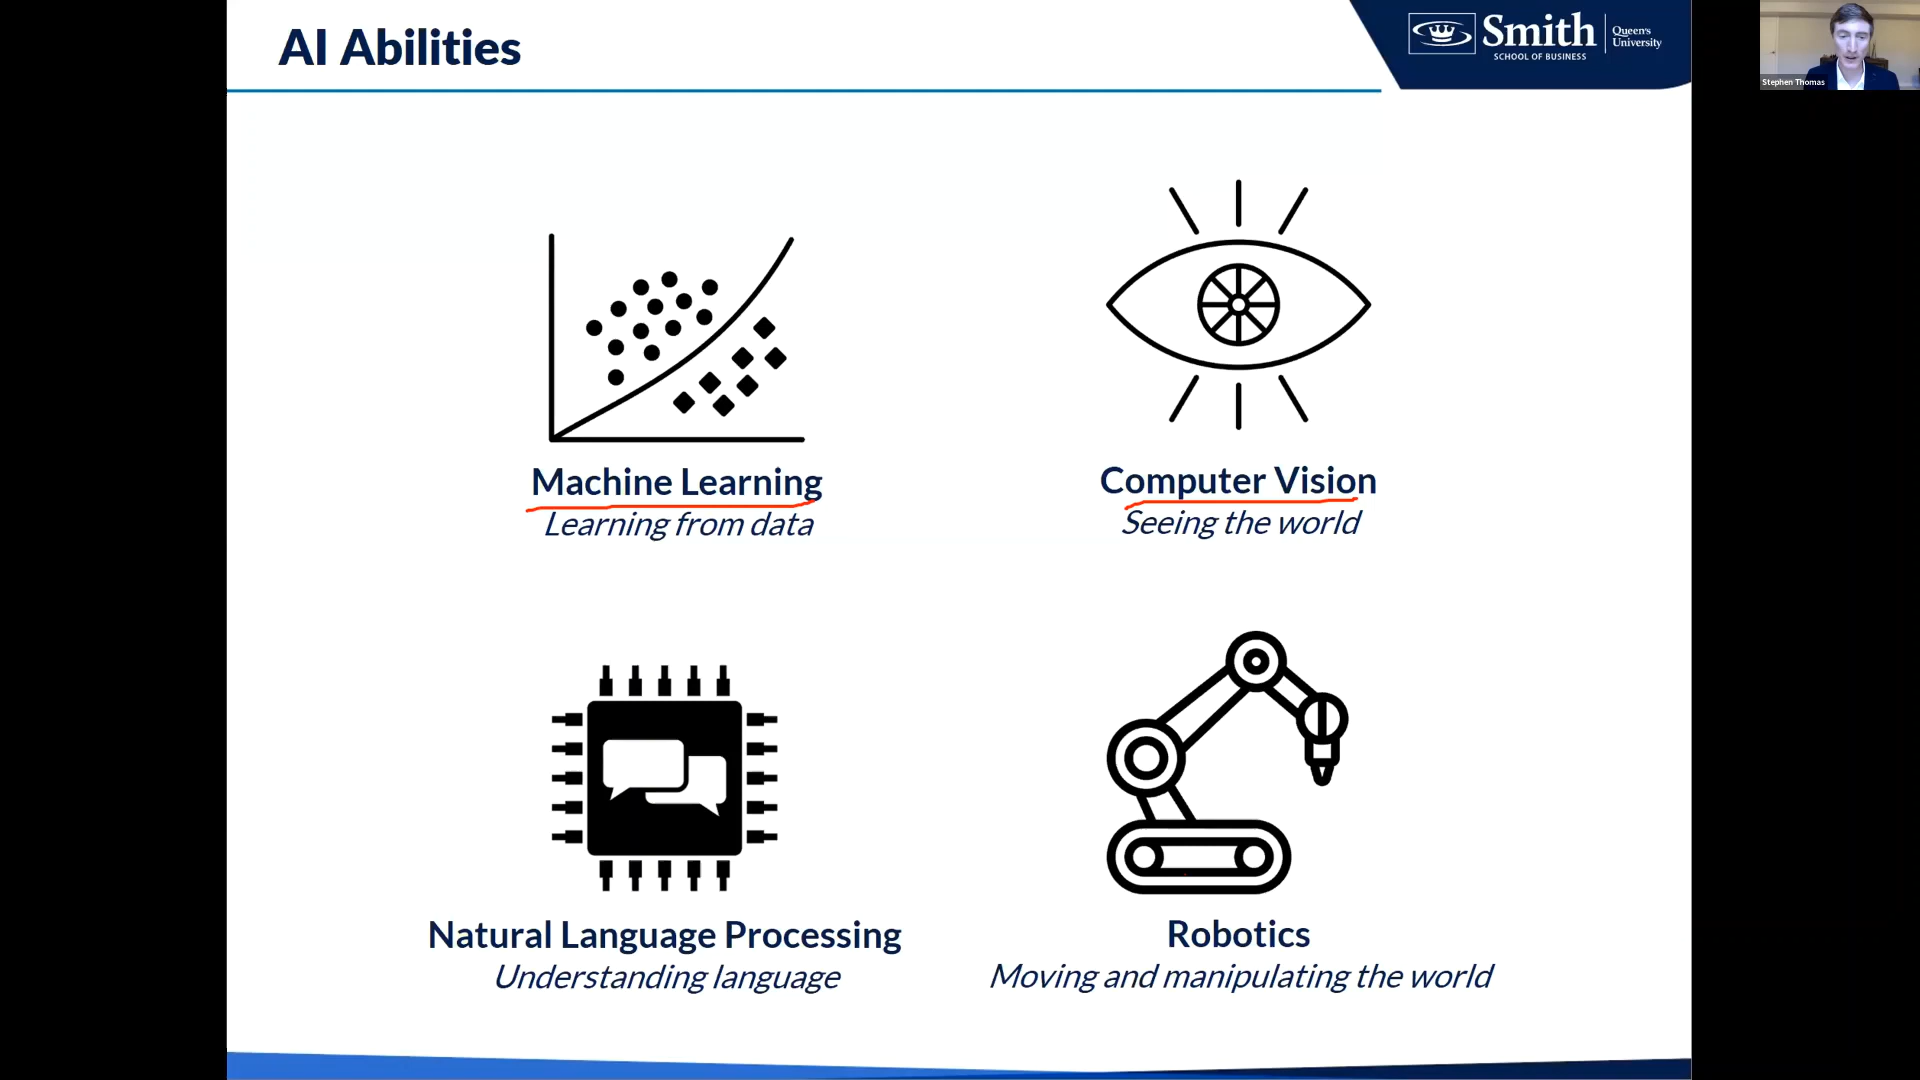 AI Abilities
Smith
SCHOOL OF BUSINESS
Queen's
University
Stephen Thomas
Machine Learning
Learning from data
Computer Vision
Seeing the world
Natural Language Processing
Understanding language
Robotics
Moving and manipulating the world